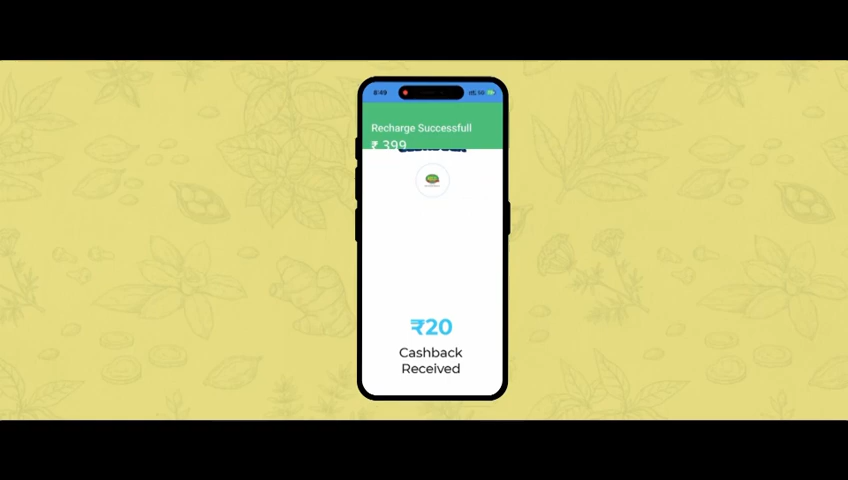 8:49
Recharge Successfull
₹ 399
₹20
Cashback
Received